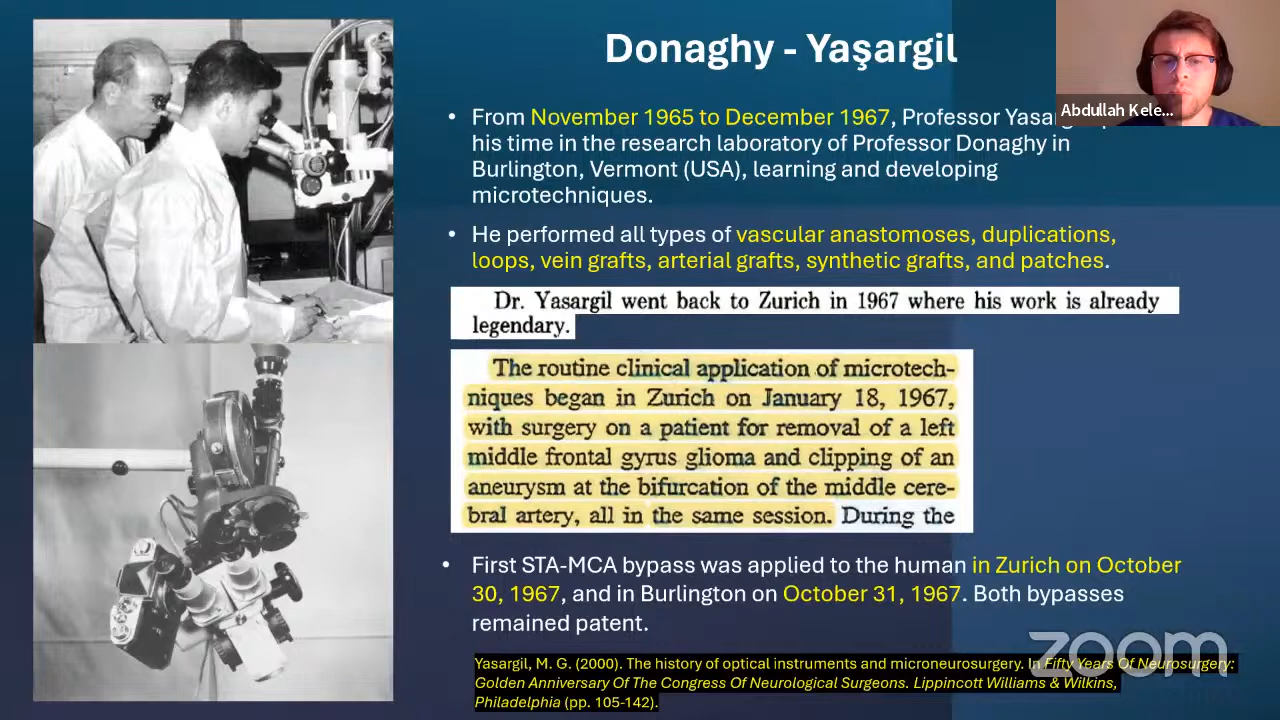 Donaghy - Yaşargil
Abdullah Kele...
• From November 1965 to December 1967, Professor Yasar
his time in the research laboratory of Professor Donaghy in
Burlington, Vermont (USA), learning and developing
microtechniques.
• He performed all types of vascular anastomoses, duplications,
loops, vein grafts, arterial grafts, synthetic grafts, and patches.
Dr. Yasargil went back to Zurich in 1967 where his work is already
legendary.
The routine clinical application of microtech-
niques began in Zurich on January 18, 1967,
with surgery on a patient for removal of a left
middle frontal gyrus glioma and clipping of an
aneurysm at the bifurcation of the middle cere-
bral artery, all in the same session. During the
• First STA-MCA bypass was applied to the human in Zurich on October
30, 1967, and in Burlington on October 31, 1967. Both bypasses
remained patent.
zoom
Yasargil, M. G. (2000). The history of optical instruments and microneurosurgery. In Fifty Years Of Neurosurgery:
Golden Anniversary Of The Congress Of Neurological Surgeons. Lippincott Williams & Wilkins,
Philadelphia (pp. 105-142).